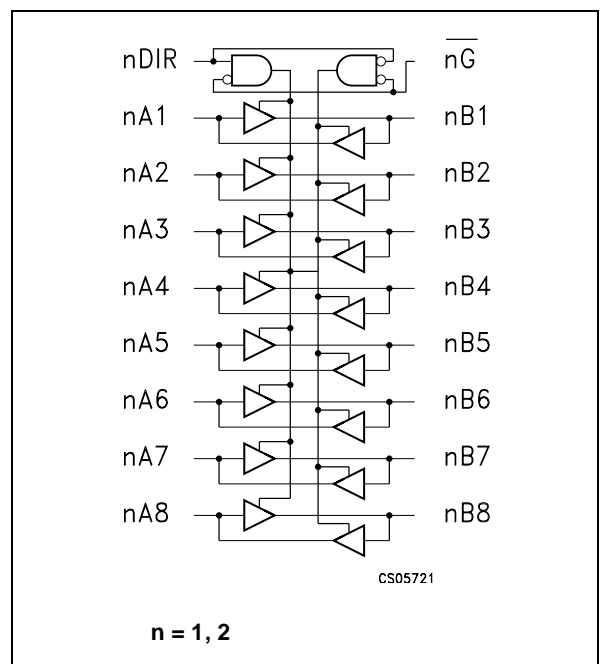 nDIR nG̅
nA1 nB1
nA2 nB2
nA3 nB3
nA4 nB4
nA5 nB5
nA6 nB6
nA7 nB7
nA8 nB8
CS05721
n = 1, 2